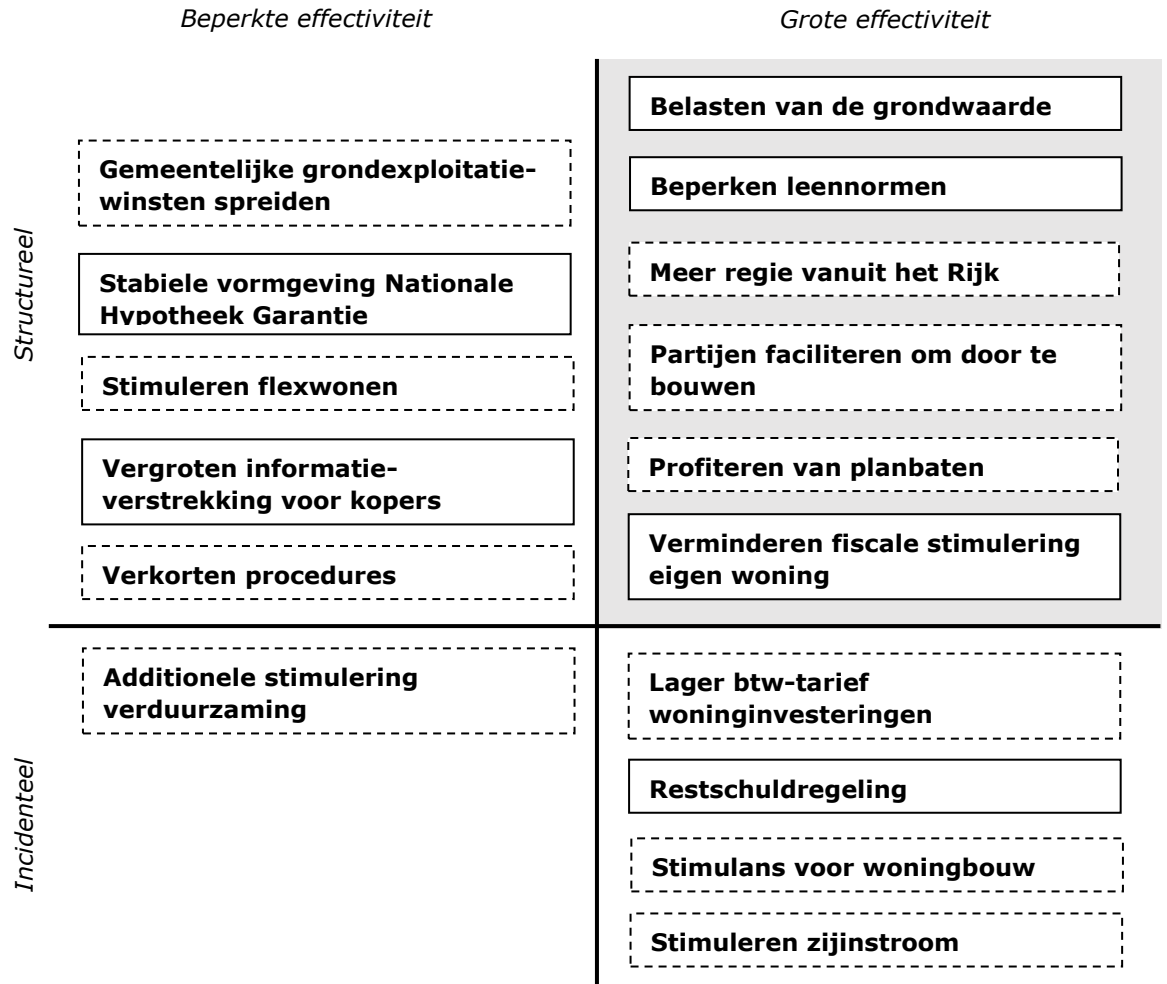 Beperkte effectiviteit
Grote effectiviteit
Structureel
Gemeentelijke grondexploitatie-
winsten spreiden
Stabiele vormgeving Nationale
Hypotheek Garantie
Stimuleren flexwonen
Vergroten informatie-
verstrekking voor kopers
Verkorten procedures
Belasten van de grondwaarde
Beperken leennormen
Meer regie vanuit het Rijk
Partijen faciliteren om door te
bouwen
Profiteren van planbaten
Verminderen fiscale stimulering
eigen woning
Incidenteel
Additionele stimulering
verduurzaming
Lager btw-tarief
woninginvesteringen
Restschuldregeling
Stimulans voor woningbouw
Stimuleren zijinstroom